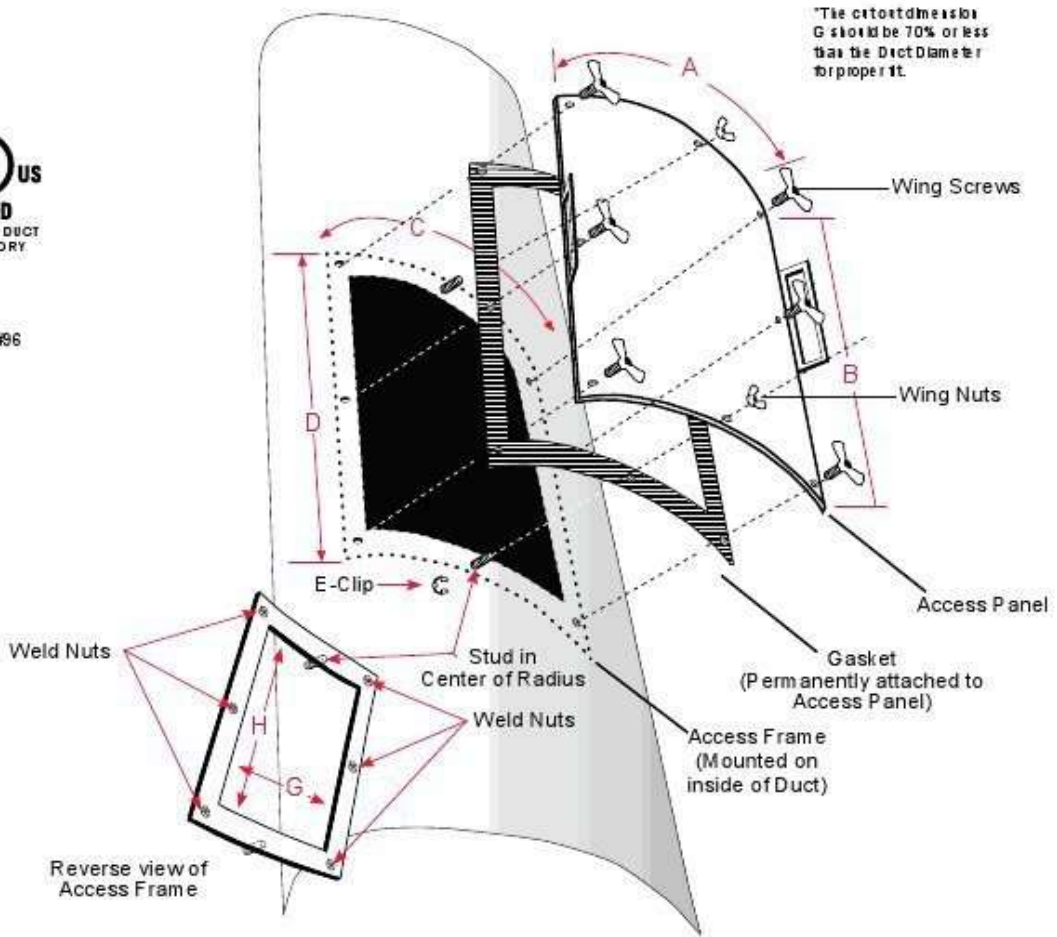 "The cutout dimension
G should be 70% or less
than the Duct Diameter
for proper fit.
A
US
Wing Screws
DUCT
C
B
D
Wing Nuts
E-Clip
Access Panel
Weld Nuts
Stud in
Center of Radius
Gasket
(Permanently attached to
Access Panel)
Weld Nuts
H
Access Frame
(Mounted on
inside of Duct)
G
Reverse view of
Access Frame